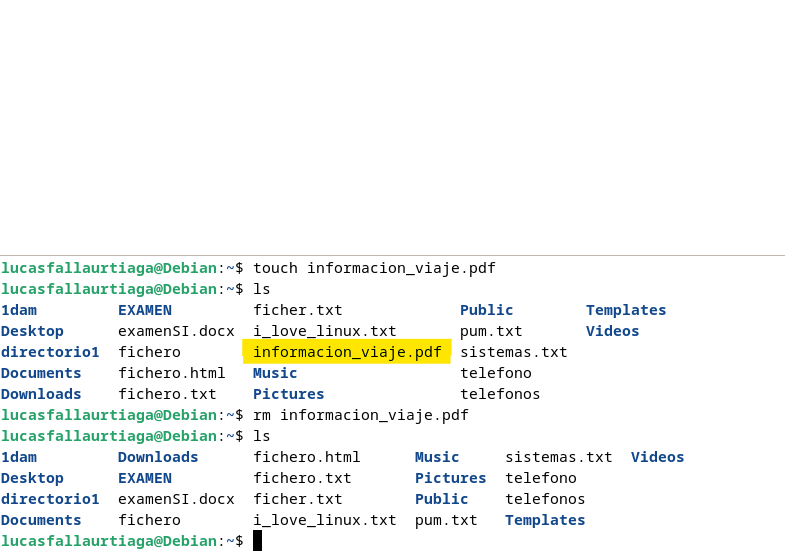 lucasfallaurtiaga@Debian:~$ touch informacion_viaje.pdf
lucasfallaurtiaga@Debian:~$ ls
1dam         EXAMEN         ficher.txt             Public        Templates
Desktop      examenSI.docx  i_love_linux.txt       pum.txt       Videos
directorio1  fichero        informacion_viaje.pdf  sistemas.txt
Documents    fichero.html   Music                  telefono
Downloads    fichero.txt    Pictures               telefonos
lucasfallaurtiaga@Debian:~$ rm informacion_viaje.pdf
lucasfallaurtiaga@Debian:~$ ls
1dam         Downloads      fichero.html      Music     sistemas.txt  Videos
Desktop      EXAMEN         fichero.txt       Pictures  telefono
directorio1  examenSI.docx  ficher.txt        Public    telefonos
Documents    fichero        i_love_linux.txt  pum.txt   Templates
lucasfallaurtiaga@Debian:~$